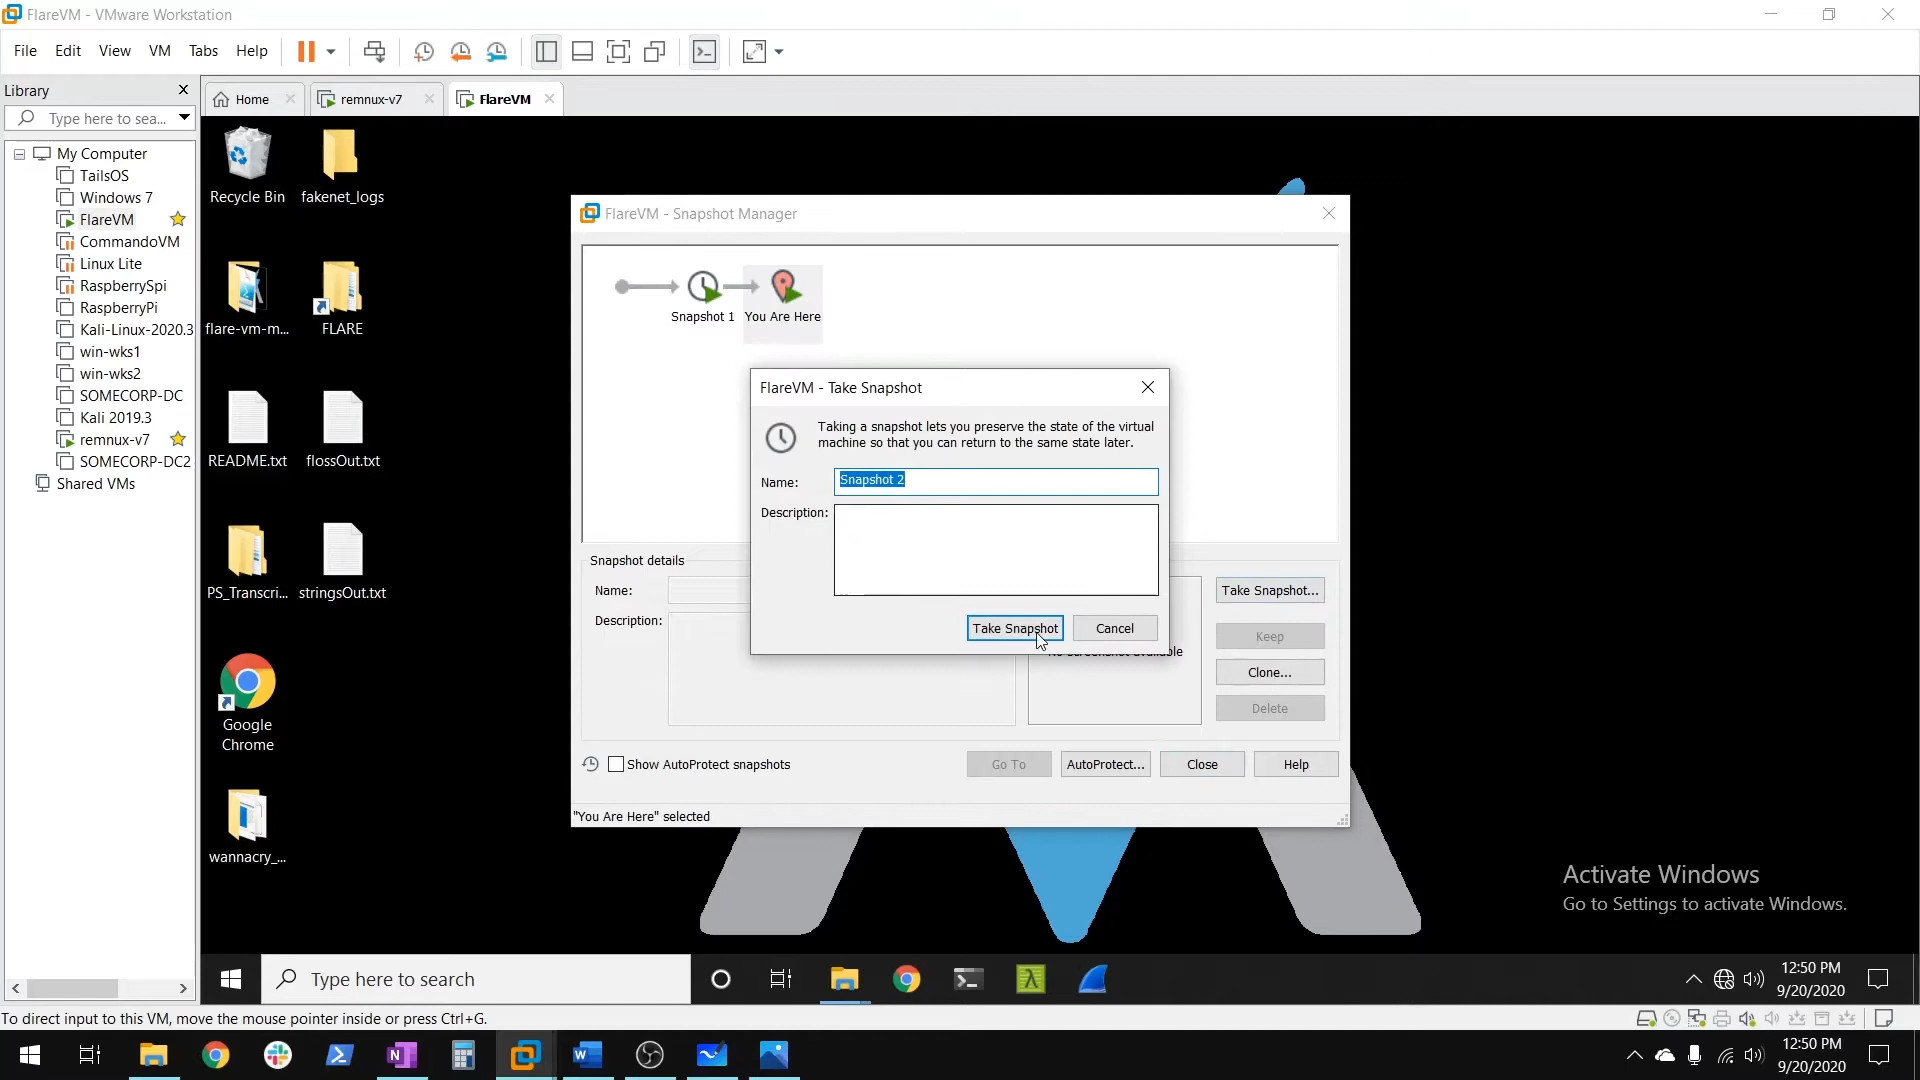 FlareVM - VMware Workstation
File Edit View VM Tabs Help
Library
Type here to sea...
My Computer
TailsOS
Windows 7
FlareVM
CommandoVM
Linux Lite
RaspberrySpi
RaspberryPi
Kali-Linux-2020.3
win-wks1
win-wks2
SOMECORP-DC
Kali 2019.3
remnux-v7
SOMECORP-DC2
Shared VMs
Home
remnux-v7
FlareVM
Recycle Bin
fakenet_logs
flare-vm-m...
FLARE
README.txt
flossOut.txt
PS_Transcri...
stringsOut.txt
Google
Chrome
wannacry_...
FlareVM - Snapshot Manager
Snapshot 1
You Are Here
FlareVM - Take Snapshot
Taking a snapshot lets you preserve the state of the virtual
machine so that you can return to the same state later.
Name:
Snapshot 2
Description:
Take Snapshot
Cancel
Snapshot details
Name:
Description:
No screenshot available
Take Snapshot...
Keep
Clone...
Delete
Show AutoProtect snapshots
Go To
AutoProtect...
Close
Help
"You Are Here" selected
Activate Windows
Go to Settings to activate Windows.
Type here to search
12:50 PM
9/20/2020
To direct input to this VM, move the mouse pointer inside or press Ctrl+G.
12:50 PM
9/20/2020